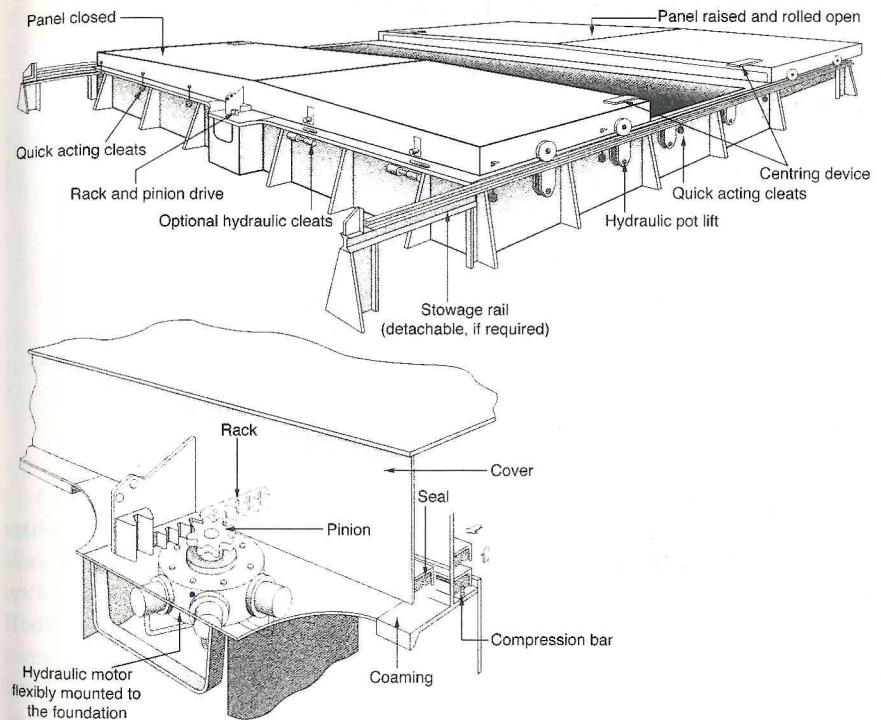 Panel closed
Panel raised and rolled open
Quick acting cleats
Rack and pinion drive
Optional hydraulic cleats
Centring device
Quick acting cleats
Hydraulic pot lift
Stowage rail
(detachable, if required)
Rack
Cover
Seal
Pinion
Compression bar
Coaming
Hydraulic motor
flexibly mounted to
the foundation